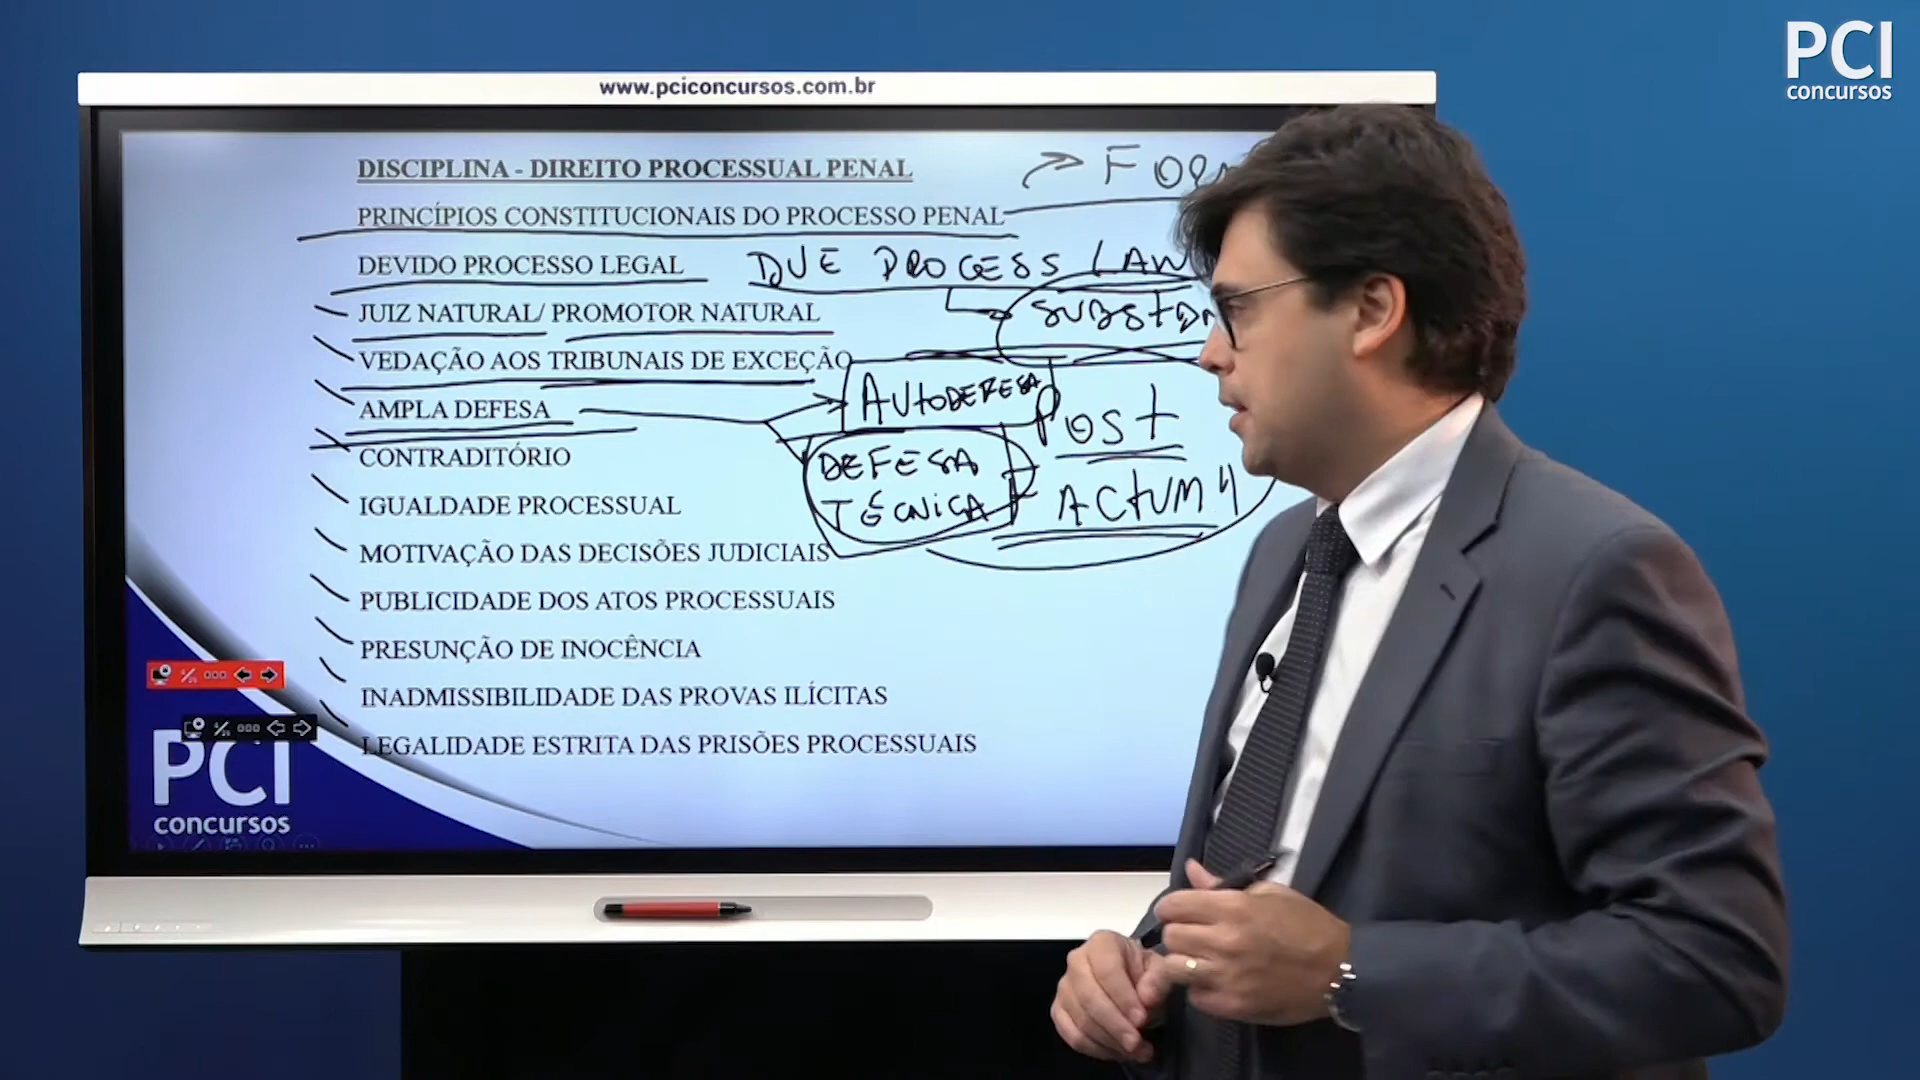 PCI
concursos
www.pciconcursos.com.br
DISCIPLINA - DIREITO PROCESSUAL PENAL
PRINCÍPIOS CONSTITUCIONAIS DO PROCESSO PENAL
DEVIDO PROCESSO LEGAL DUE PROCESS LAW
JUIZ NATURAL/ PROMOTOR NATURAL
VEDAÇÃO AOS TRIBUNAIS DE EXCEÇÃO
AMPLA DEFESA AUTODEFESA POST
CONTRADITÓRIO DEFESA
IGUALDADE PROCESSUAL TÉCNICA ACTUM"
MOTIVAÇÃO DAS DECISÕES JUDICIAIS
PUBLICIDADE DOS ATOS PROCESSUAIS
PRESUNÇÃO DE INOCÊNCIA
INADMISSIBILIDADE DAS PROVAS ILÍCITAS
LEGALIDADE ESTRITA DAS PRISÕES PROCESSUAIS
PCI
concursos